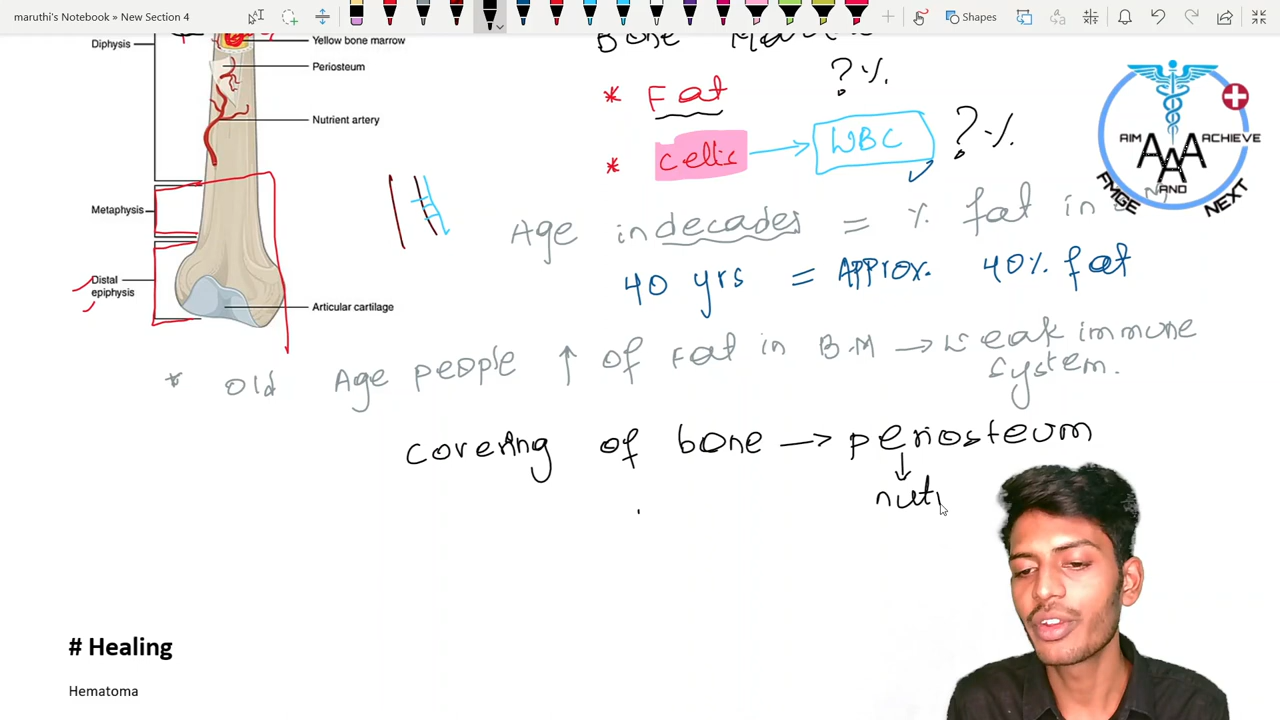 maruthi's Notebook » New Section 4
Shapes
Diphysis
Yellow bone marrow
Periosteum
Nutrient artery
Metaphysis
Distal
epiphysis
Articular cartilage
Bone
* Fat ?%
* cells → WBC ?%
Age in decades = % fat in
40 yrs = Approx. 40% fat
* Old Age people ↑ of Fat in B.M → Weak immune
system.
covering of bone → periosteum
↓
nutr
AIM ACHIEVE
AAA
AND
FMGE NEXT
# Healing
Hematoma